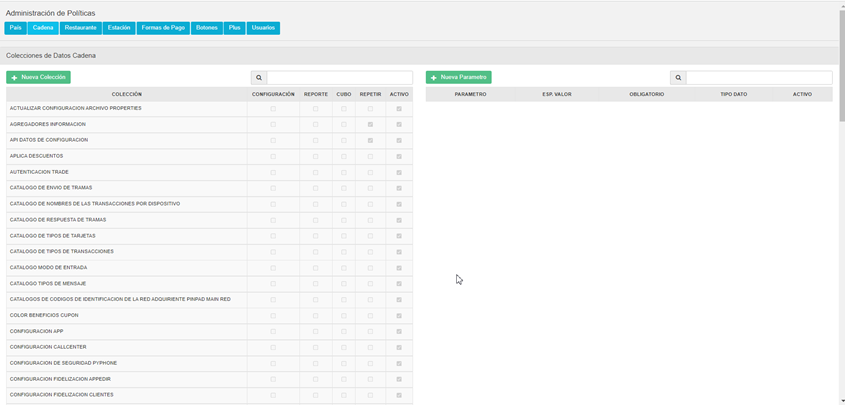 Administración de Políticas
País Cadena Restaurante Estación Formas de Pago Botones Plus Usuarios
Colecciones de Datos Cadena
+ Nueva Colección
+ Nueva Parametro
COLECCIÓN CONFIGURACIÓN REPORTE CUBO REPETIR ACTIVO
PARAMETRO ESP. VALOR OBLIGATORIO TIPO DATO ACTIVO
ACTUALIZAR CONFIGURACION ARCHIVO PROPERTIES
AGREGADORES INFORMACION
API DATOS DE CONFIGURACION
APLICA DESCUENTOS
AUTENTICACION TRADE
CATALOGO DE ENVIO DE TRAMAS
CATALOGO DE NOMBRES DE LAS TRANSACCIONES POR DISPOSITIVO
CATALOGO DE RESPUESTA DE TRAMAS
CATALOGO DE TIPOS DE TARJETAS
CATALOGO DE TIPOS DE TRANSACCIONES
CATALOGO MODO DE ENTRADA
CATALOGO TIPOS DE MENSAJE
CATALOGOS DE CODIGOS DE IDENTIFICACION DE LA RED ADQUIRIENTE PINPAD MAIN RED
COLOR BENEFICIOS CUPON
CONFIGURACION APP
CONFIGURACION CALLCENTER
CONFIGURACION DE SEGURIDAD PYPHONE
CONFIGURACION FIDELIZACION APPEDIR
CONFIGURACION FIDELIZACION CLIENTES